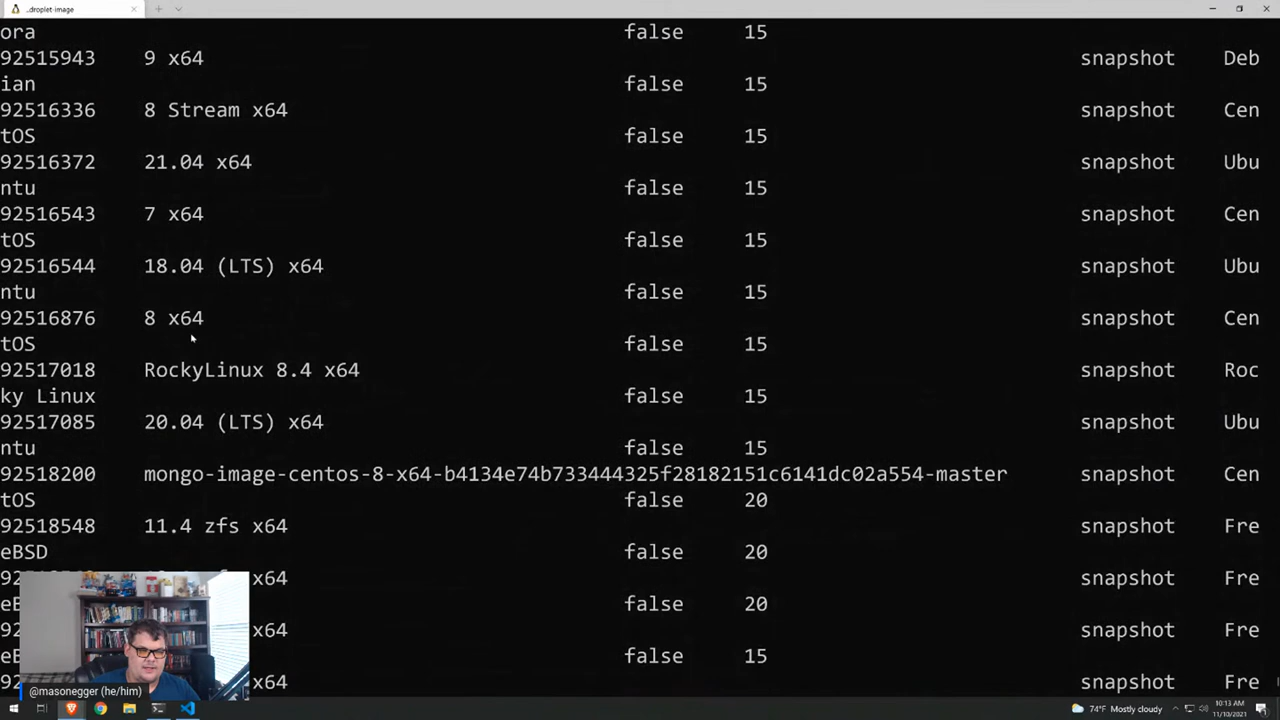 ..droplet-image
ora false 15
92515943 9 x64 snapshot Deb
ian false 15
92516336 8 Stream x64 snapshot Cen
tOS false 15
92516372 21.04 x64 snapshot Ubu
ntu false 15
92516543 7 x64 snapshot Cen
tOS false 15
92516544 18.04 (LTS) x64 snapshot Ubu
ntu false 15
92516876 8 x64 snapshot Cen
tOS false 15
92517018 RockyLinux 8.4 x64 snapshot Roc
ky Linux false 15
92517085 20.04 (LTS) x64 snapshot Ubu
ntu false 15
92518200 mongo-image-centos-8-x64-b4134e74b733444325f28182151c6141dc02a554-master snapshot Cen
tOS false 20
92518548 11.4 zfs x64 snapshot Fre
eBSD false 20
x64 snapshot Fre
false 20
x64 snapshot Fre
false 15
x64 snapshot Fre
@masonegger (he/him)
74°F Mostly cloudy
10:13 AM
11/10/2021